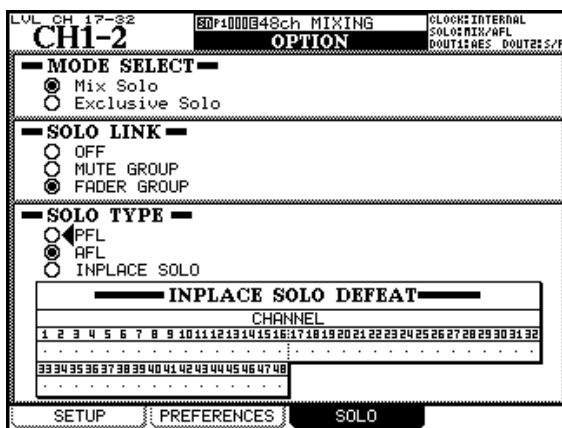 LVL CH 17-32
CH1-2
48ch MIXING
OPTION
CLOCK:INTERNAL
SOLO:MIX/AFL
DOUT1:AES DOUT2:S/P
MODE SELECT
Mix Solo
Exclusive Solo
SOLO LINK
OFF
MUTE GROUP
FADER GROUP
SOLO TYPE
PFL
AFL
INPLACE SOLO
INPLACE SOLO DEFEAT
CHANNEL
1 2 3 4 5 6 7 8 9 10 11 12 13 14 15 16 17 18 19 20 21 22 23 24 25 26 27 28 29 30 31 32
33 34 35 36 37 38 39 40 41 42 43 44 45 46 47 48
SETUP PREFERENCES SOLO